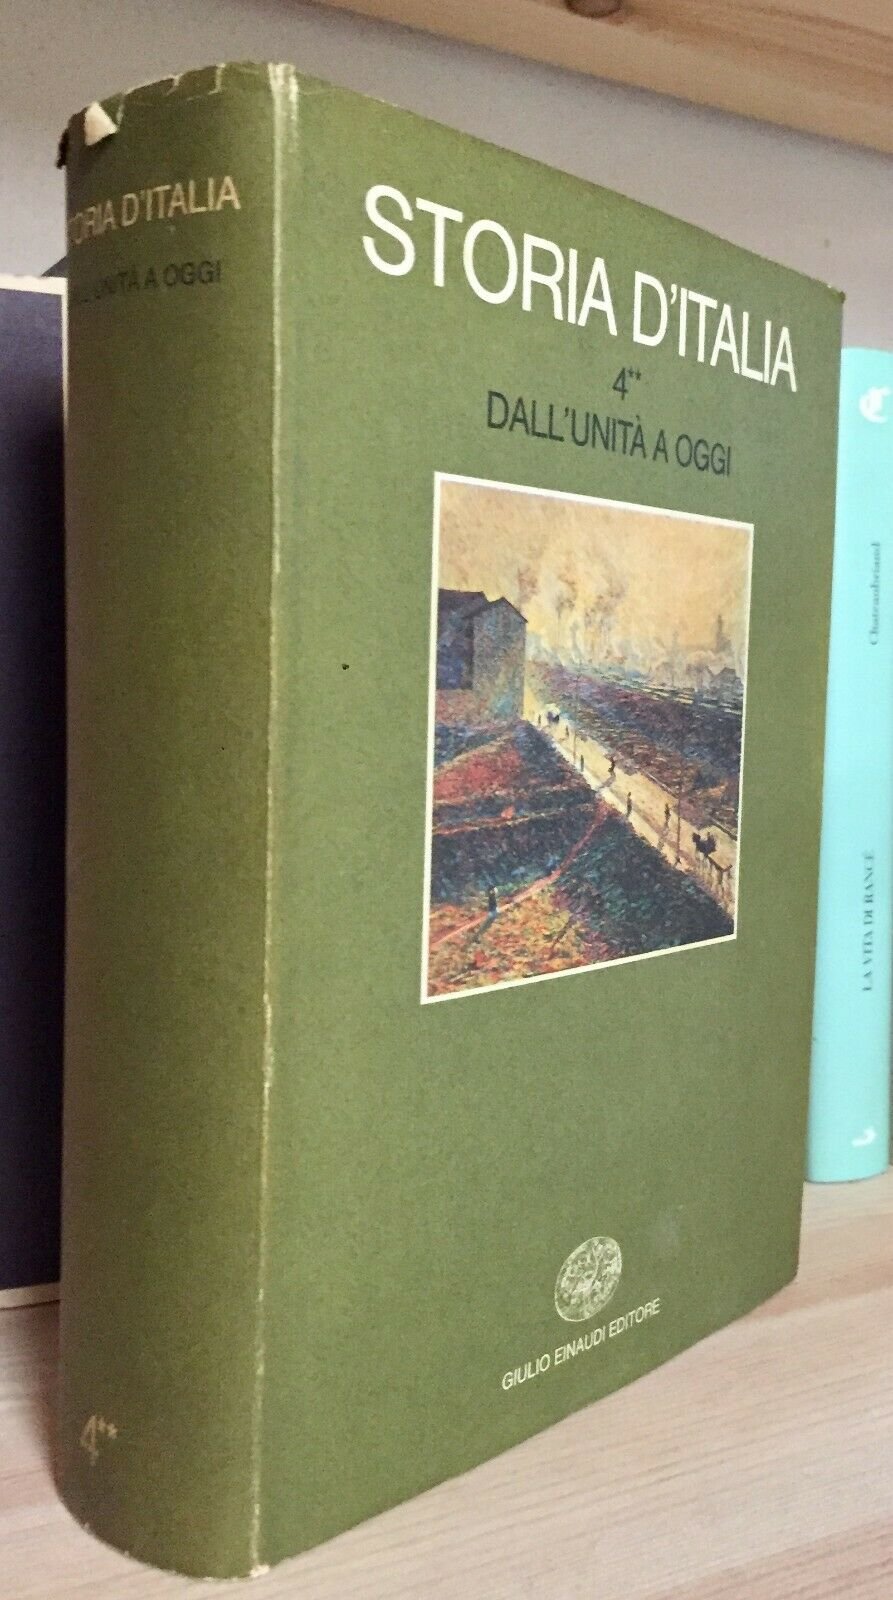 STORIA D'ITALIA
DALL'UNITÀ A OGGI
4**
STORIA D'ITALIA
4**
DALL'UNITÀ A OGGI
GIULIO EINAUDI EDITORE
Chateaubriand
LA VITA DI RANCÉ